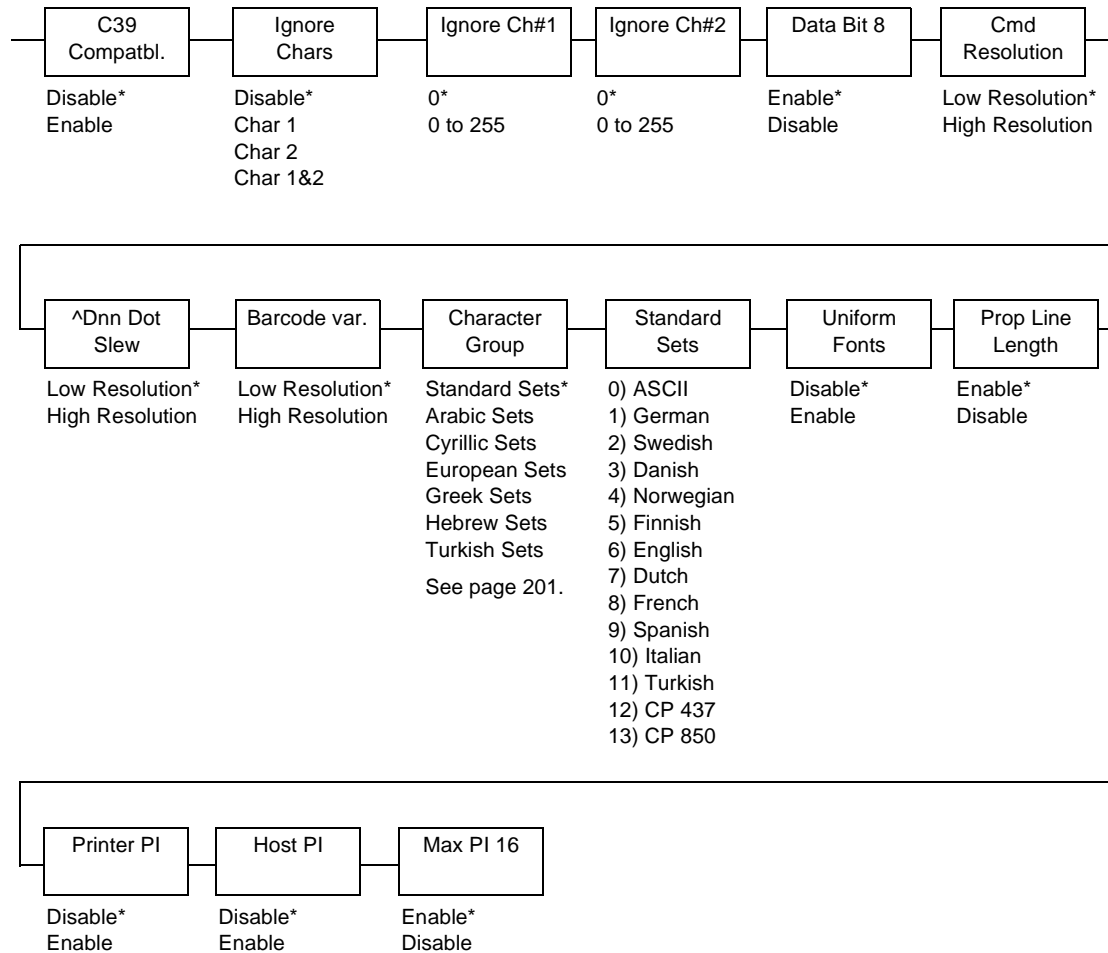 C39
Compatbl.
Disable*
Enable
Ignore
Chars
Disable*
Char 1
Char 2
Char 1&2
Ignore Ch#1
0*
0 to 255
Ignore Ch#2
0*
0 to 255
Data Bit 8
Enable*
Disable
Cmd
Resolution
Low Resolution*
High Resolution
^Dnn Dot
Slew
Low Resolution*
High Resolution
Barcode var.
Low Resolution*
High Resolution
Character
Group
Standard Sets*
Arabic Sets
Cyrillic Sets
European Sets
Greek Sets
Hebrew Sets
Turkish Sets
See page 201.
Standard
Sets
0) ASCII
1) German
2) Swedish
3) Danish
4) Norwegian
5) Finnish
6) English
7) Dutch
8) French
9) Spanish
10) Italian
11) Turkish
12) CP 437
13) CP 850
Uniform
Fonts
Disable*
Enable
Prop Line
Length
Enable*
Disable
Printer PI
Disable*
Enable
Host PI
Disable*
Enable
Max PI 16
Enable*
Disable